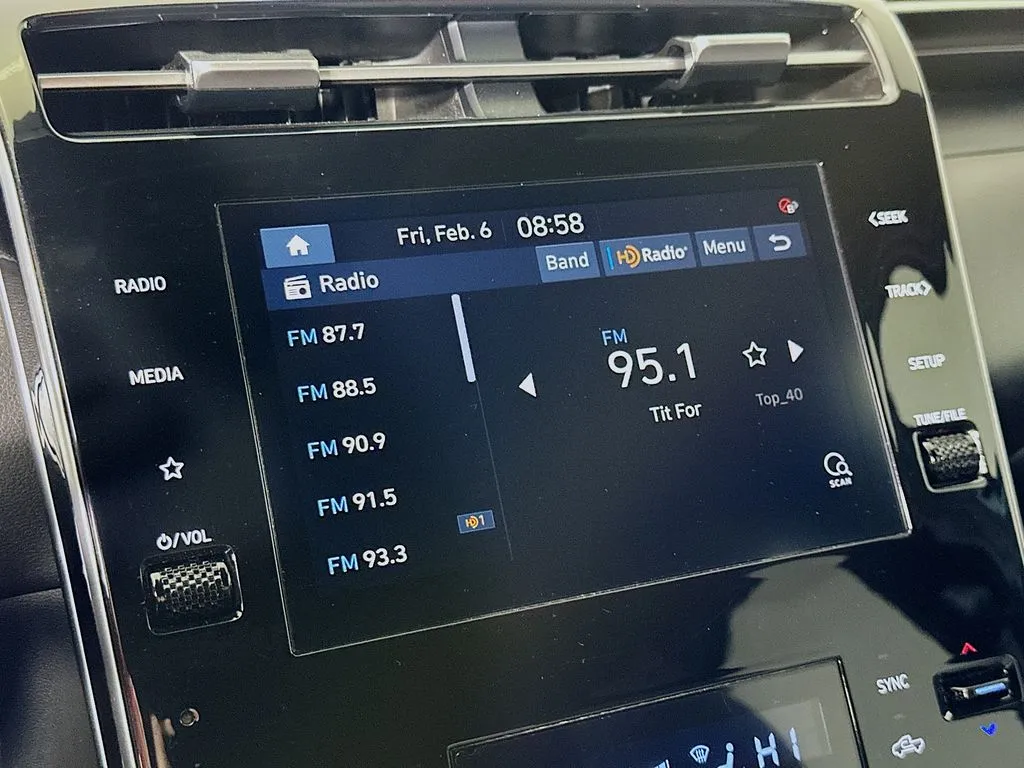 Fri, Feb. 6 08:58
Band HD Radio Menu
Radio
FM 87.7
FM 88.5
FM 90.9
FM 91.5
HD1
FM 93.3
FM
95.1
Tit For
Top_40
SCAN
RADIO
MEDIA
/VOL
<SEEK
TRACK>
SETUP
TUNE/FILE
SYNC
HI